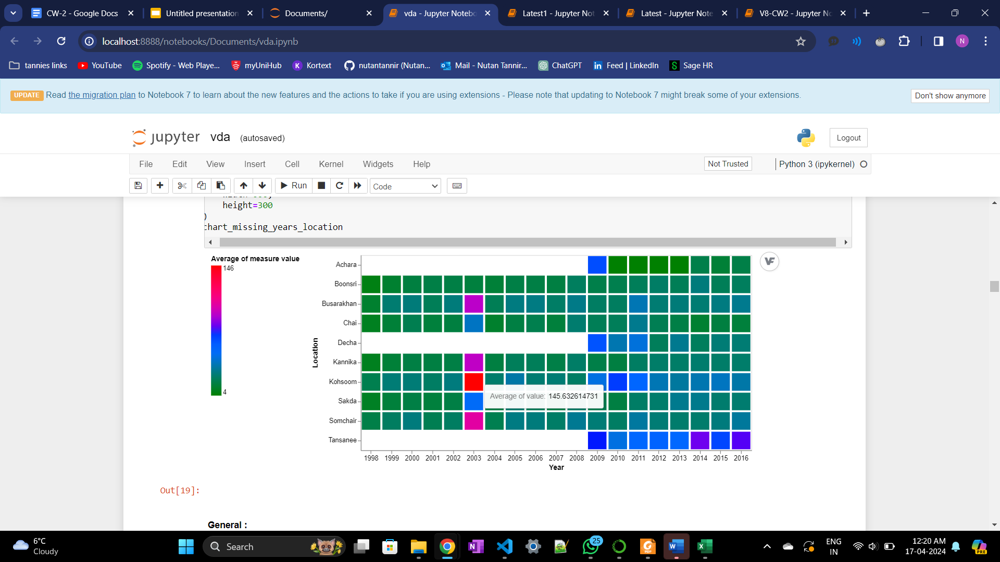 CW-2 - Google Docs
Untitled presentation
Documents/
vda - Jupyter Notebo
Latest1 - Jupyter Not
Latest - Jupyter Note
V8-CW2 - Jupyter No
localhost:8888/notebooks/Documents/vda.ipynb
N
tannies links
YouTube
Spotify - Web Playe...
myUniHub
K Kortext
nutantannir (Nutan...
Mail - Nutan Tannir...
ChatGPT
in Feed | LinkedIn
S Sage HR
UPDATE Read the migration plan to Notebook 7 to learn about the new features and the actions to take if you are using extensions - Please note that updating to Notebook 7 might break some of your extensions.
Don't show anymore
jupyter vda (autosaved)
Logout
File Edit View Insert Cell Kernel Widgets Help
Not Trusted
Python 3 (ipykernel)
Run
Code
height=300
)
chart_missing_years_location
Average of measure value
146
4
Location
Achara
Boonsri
Busarakhan
Chai
Decha
Kannika
Kohsoom
Sakda
Somchair
Tansanee
Average of value: 145.632614731
1998 1999 2000 2001 2002 2003 2004 2005 2006 2007 2008 2009 2010 2011 2012 2013 2014 2015 2016
Year
Out[19]:
General :
6°C
Cloudy
Search
25
ENG
IN
12:20 AM
17-04-2024
PRE